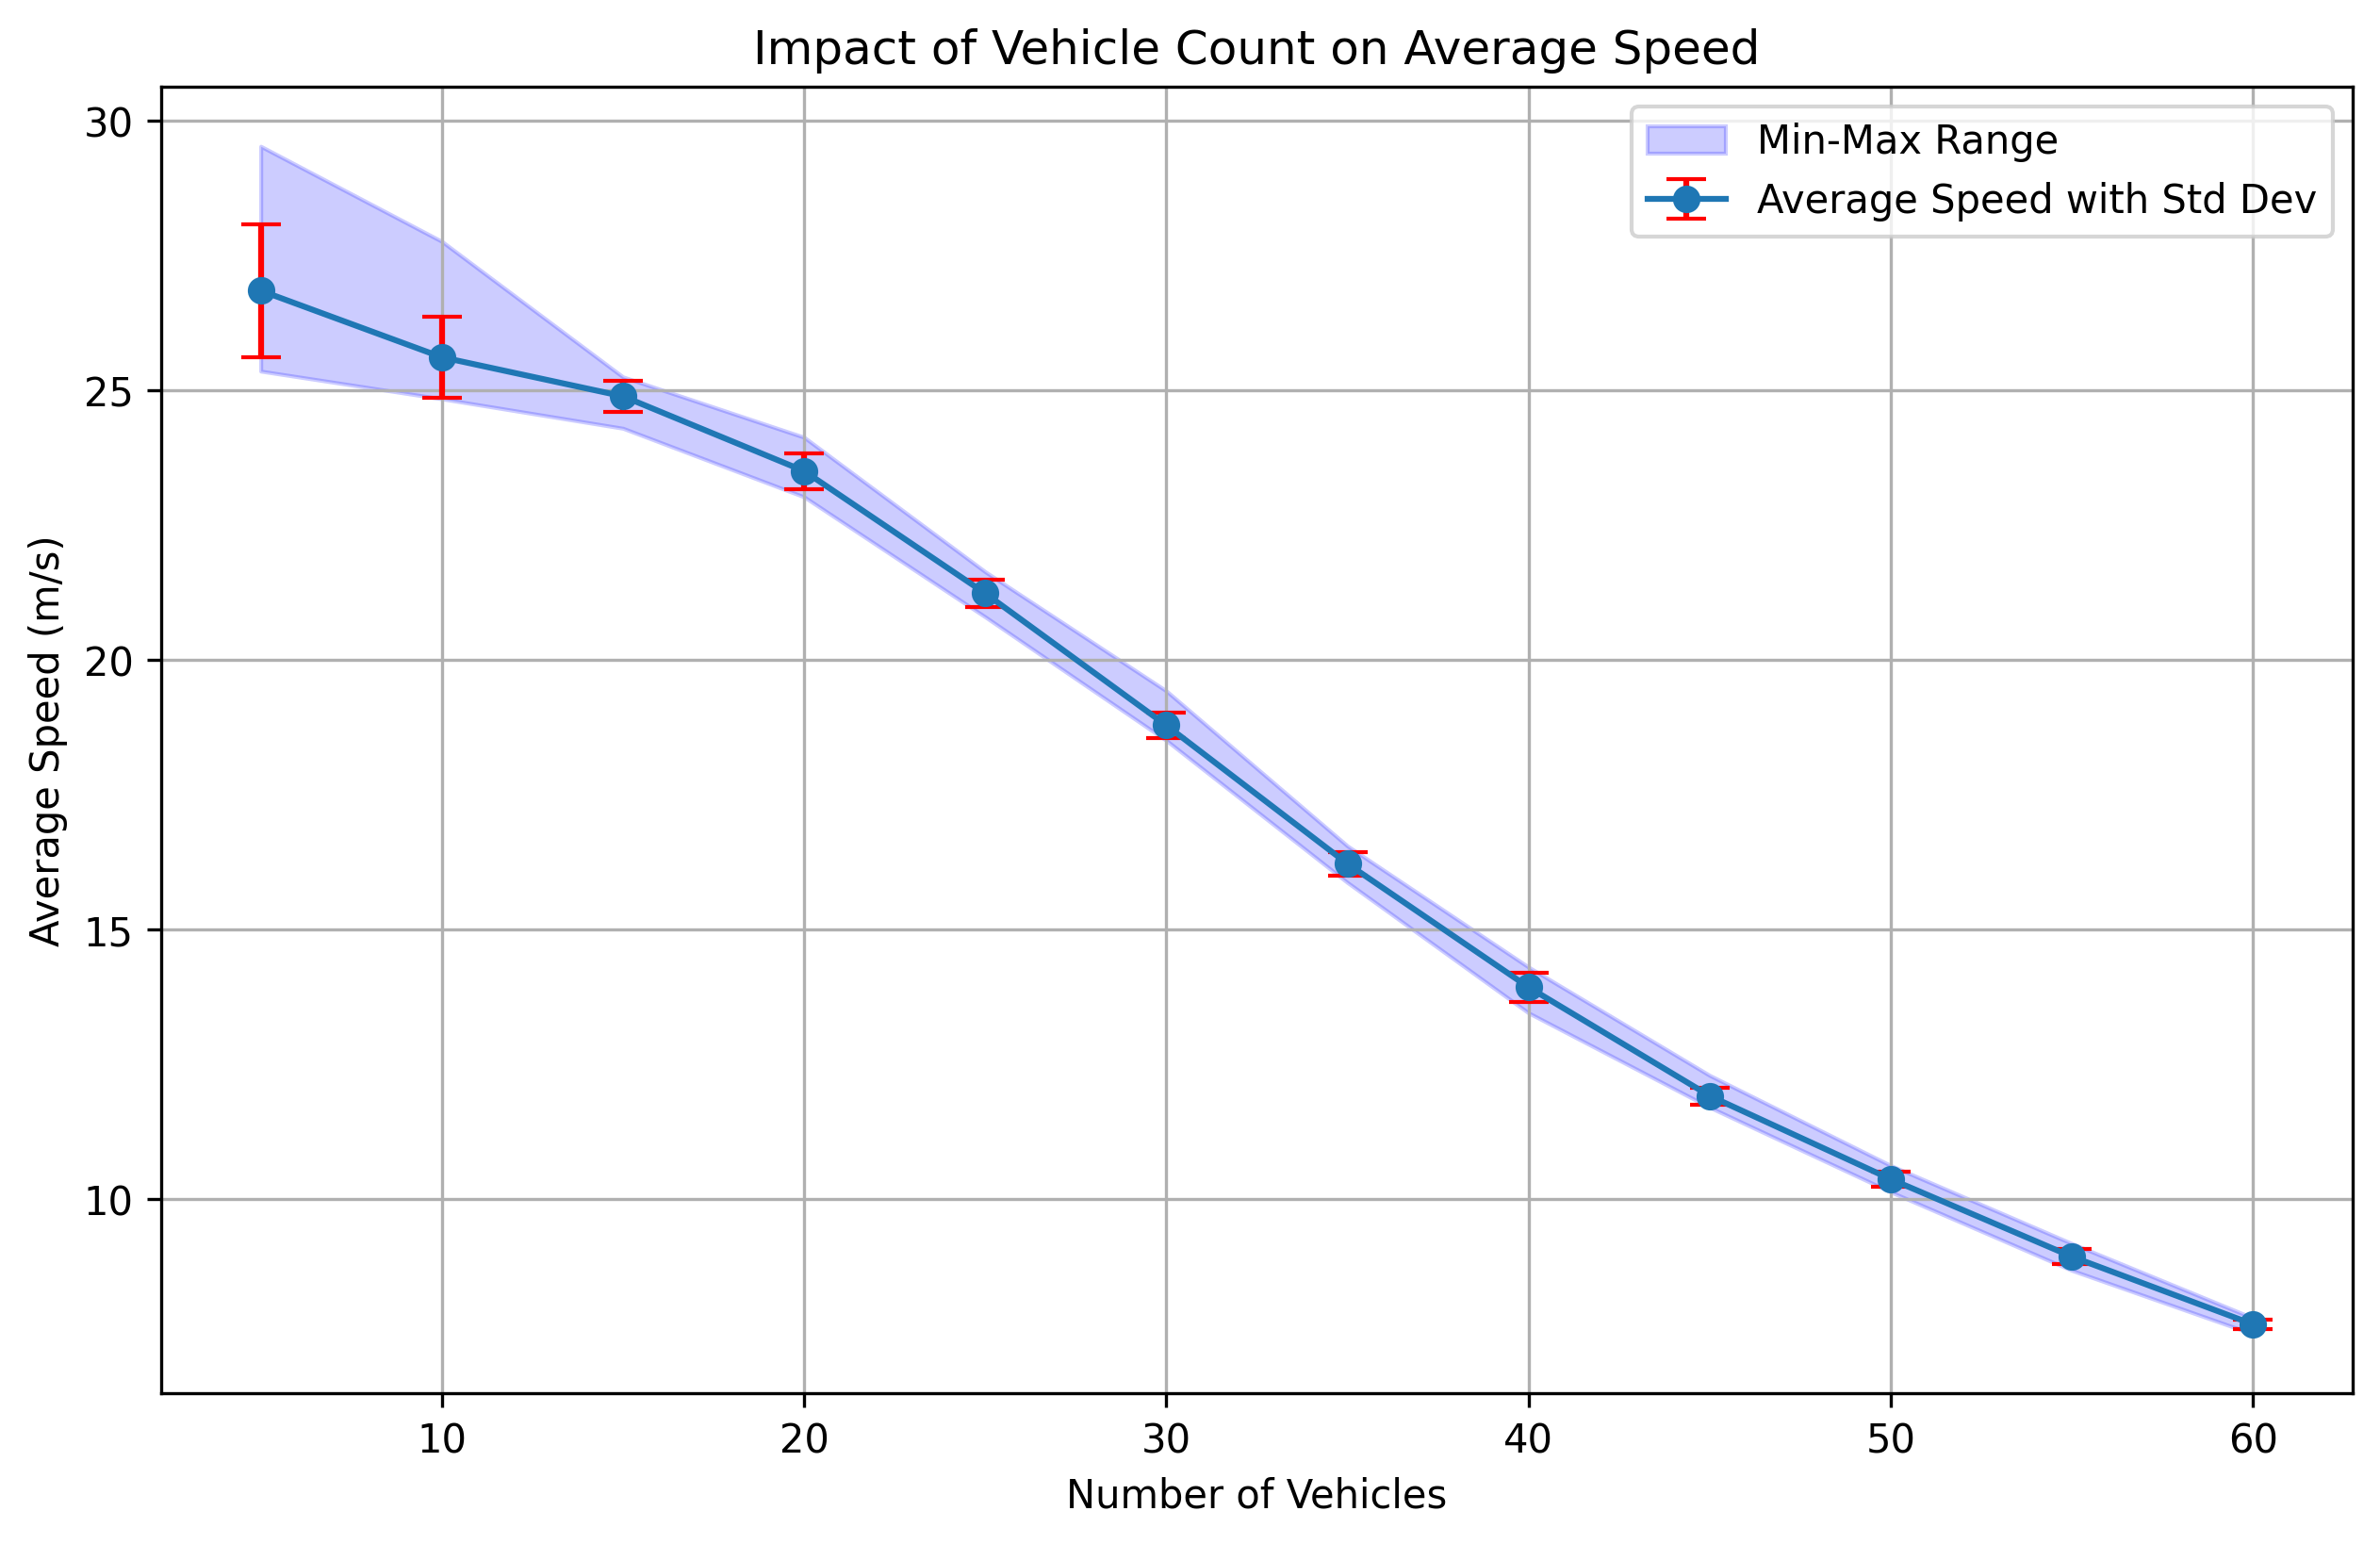 Impact of Vehicle Count on Average Speed
Min-Max Range
Average Speed with Std Dev
Average Speed (m/s)
30
25
20
15
10
10 20 30 40 50 60
Number of Vehicles